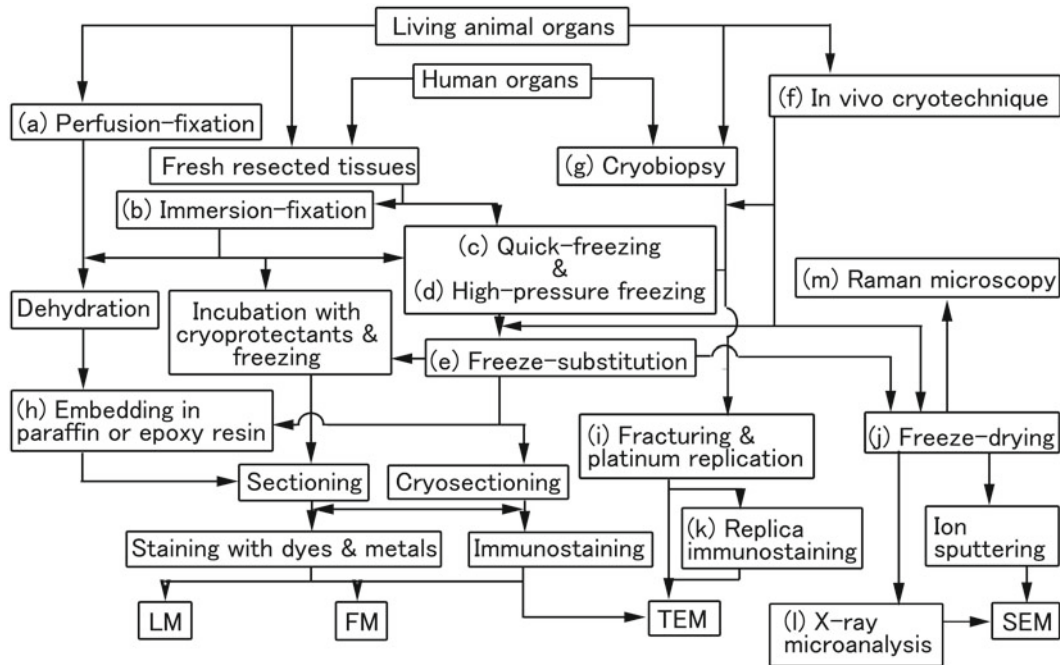 Living animal organs
Human organs
(f) In vivo cryotechnique
(a) Perfusion-fixation
Fresh resected tissues
(g) Cryobiopsy
(b) Immersion-fixation
(c) Quick-freezing
&
(d) High-pressure freezing
(m) Raman microscopy
Dehydration
Incubation with
cryoprotectants &
freezing
(e) Freeze-substitution
(h) Embedding in
paraffin or epoxy resin
(i) Fracturing &
platinum replication
(j) Freeze-drying
Sectioning
Cryosectioning
(k) Replica
immunostaining
Ion
sputtering
Staining with dyes & metals
Immunostaining
LM
FM
TEM
(l) X-ray
microanalysis
SEM